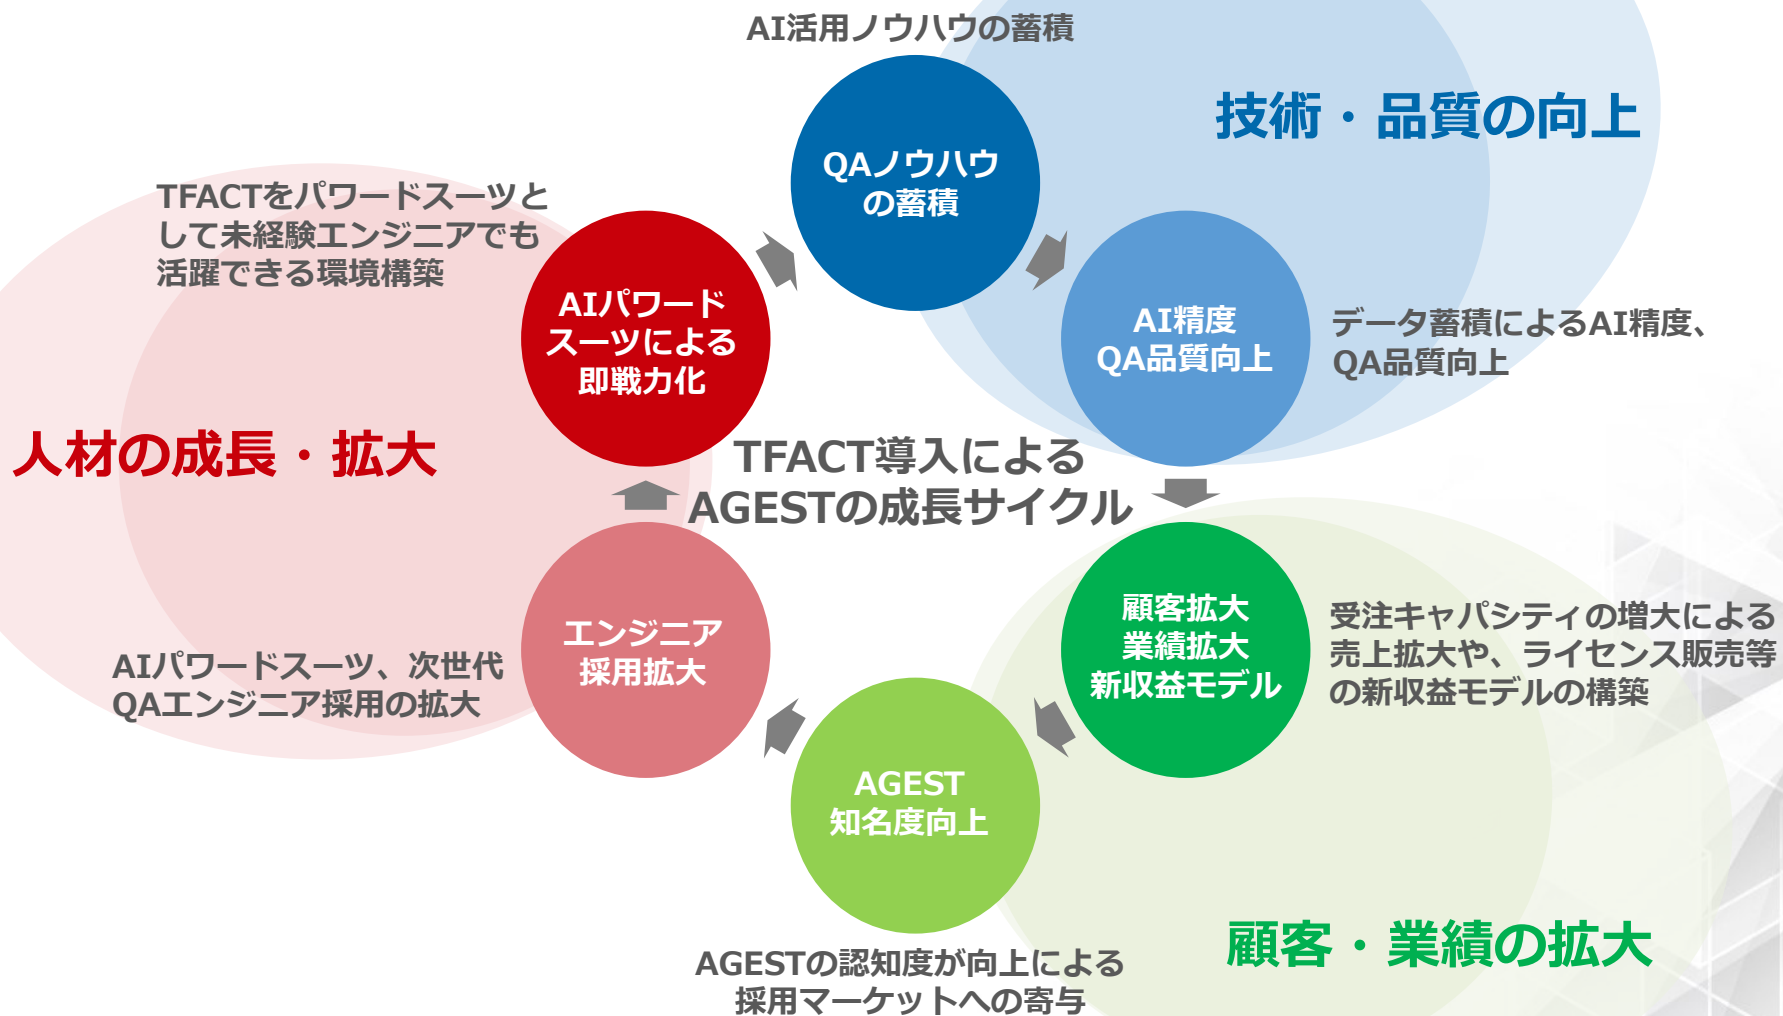 AI活用ノウハウの蓄積
技術・品質の向上
QAノウハウ
の蓄積
TFACTをパワードスーツと
して未経験エンジニアでも
活躍できる環境構築
AIパワード
スーツによる
即戦力化
AI精度
QA品質向上
データ蓄積によるAI精度、
QA品質向上
人材の成長・拡大
TFACT導入による
AGESTの成長サイクル
エンジニア
採用拡大
AIパワードスーツ、次世代
QAエンジニア採用の拡大
顧客拡大
業績拡大
新収益モデル
受注キャパシティの増大による
売上拡大や、ライセンス販売等
の新収益モデルの構築
AGEST
知名度向上
顧客・業績の拡大
AGESTの認知度が向上による
採用マーケットへの寄与